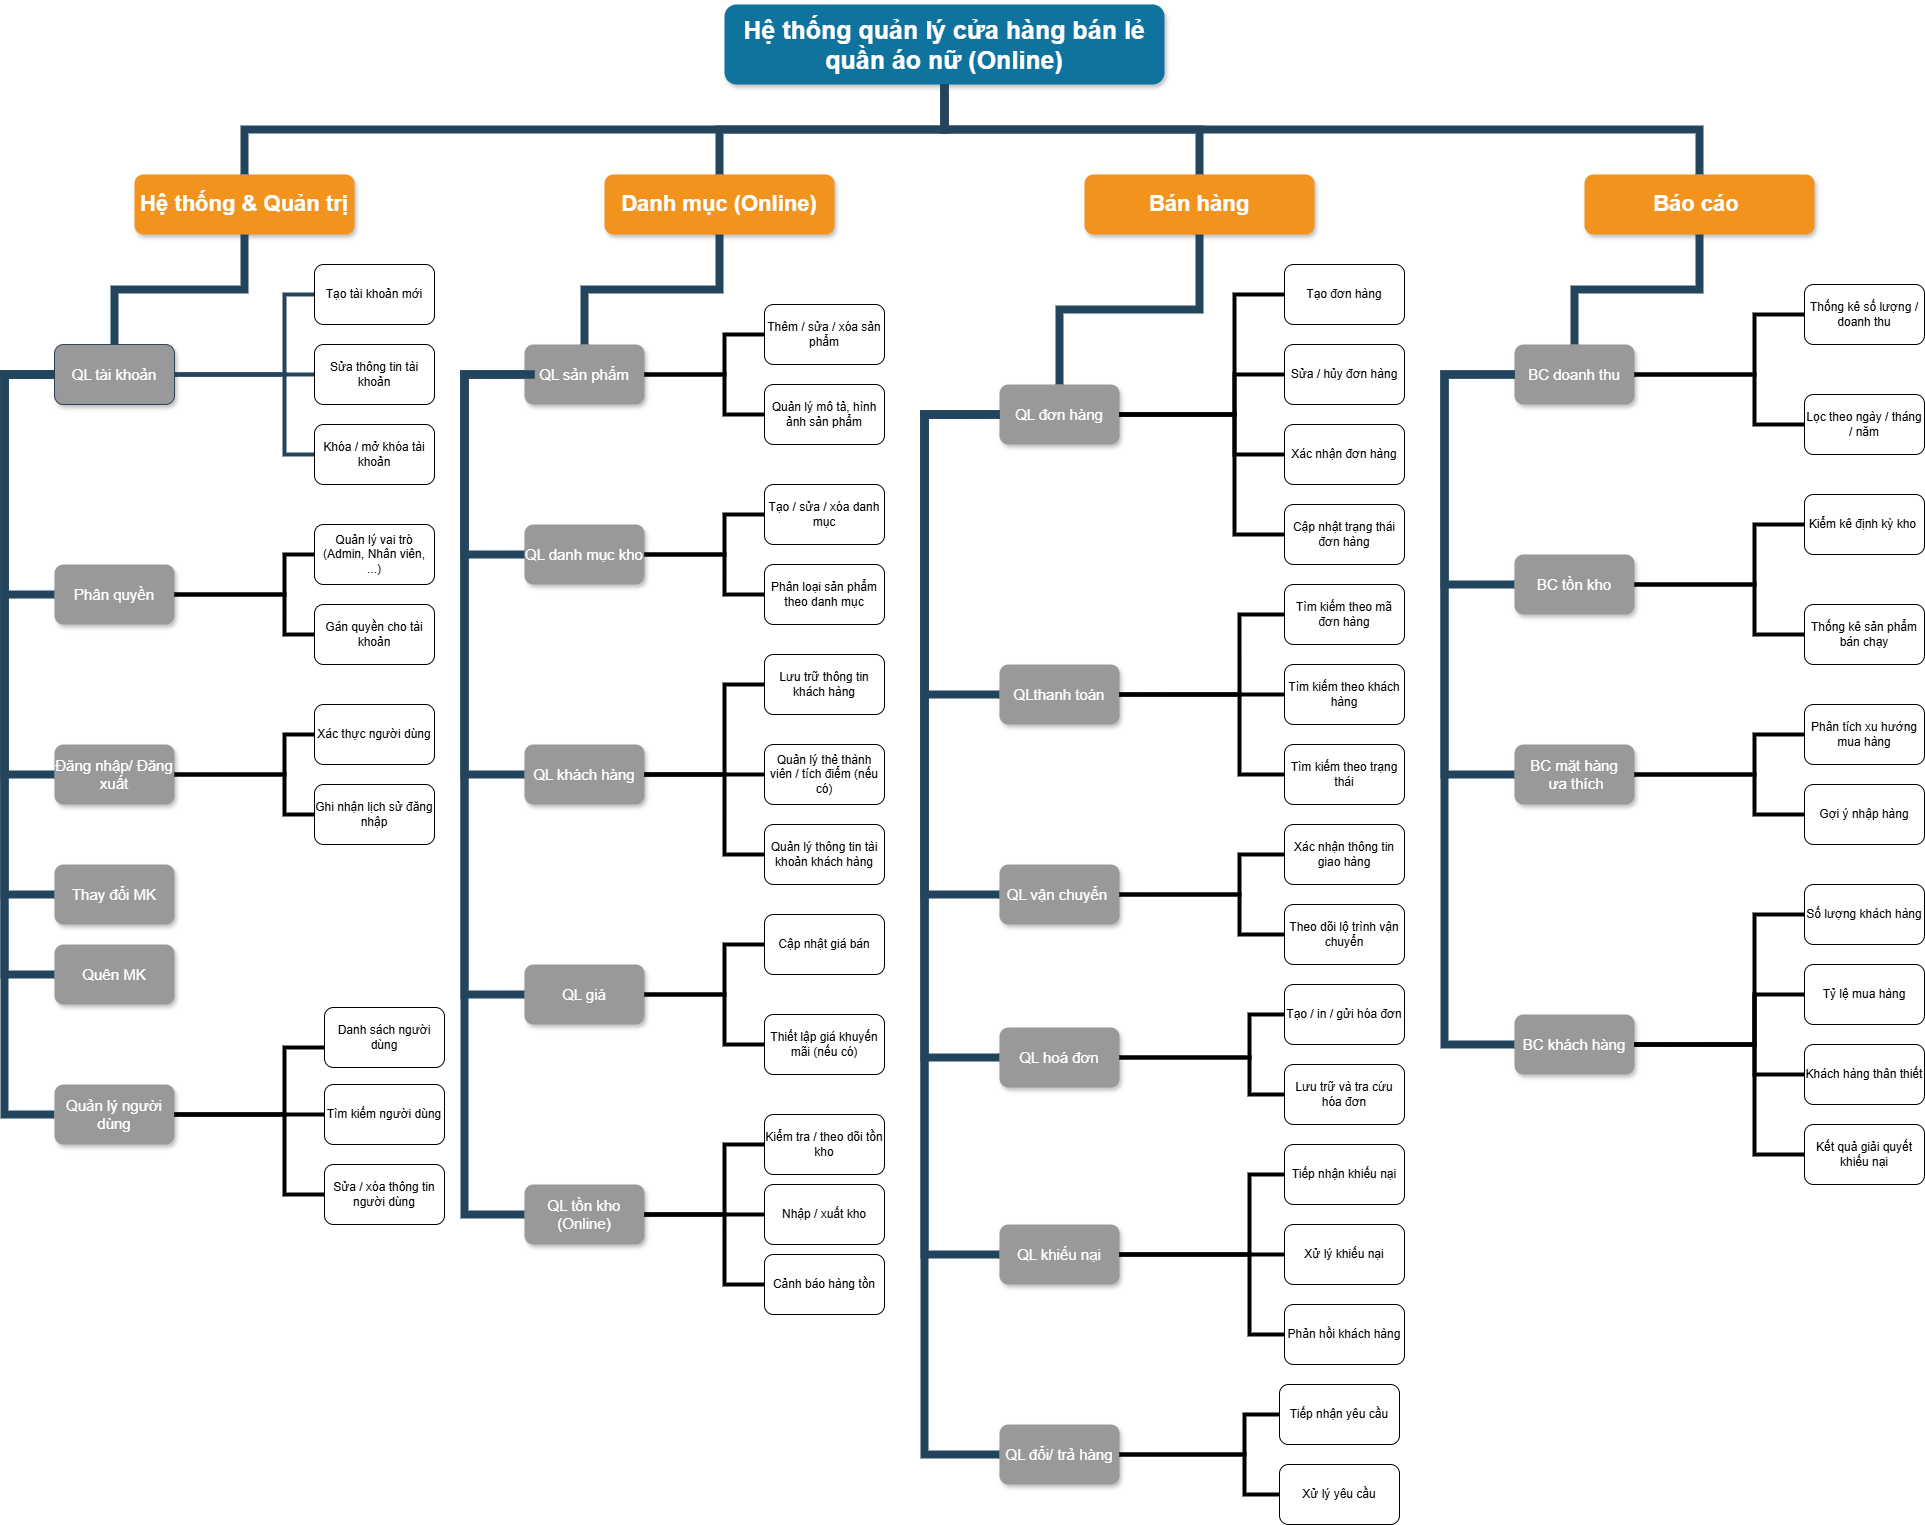 Hệ thống quản lý cửa hàng bán lẻ
quần áo nữ (Online)
Hệ thống & Quản trị
Danh mục (Online)
Bán hàng
Báo cáo
QL tài khoản
Tạo tài khoản mới
Sửa thông tin tài
khoản
Khóa / mở khóa tài
khoản
Phân quyền
Quản lý vai trò
(Admin, Nhân viên,
...)
Gán quyền cho tài
khoản
Đăng nhập/ Đăng
xuất
Xác thực người dùng
Ghi nhận lịch sử đăng
nhập
Thay đổi MK
Quên MK
Quản lý người
dùng
Danh sách người
dùng
Tìm kiếm người dùng
Sửa / xóa thông tin
người dùng
QL sản phẩm
Thêm / sửa / xóa sản
phẩm
Quản lý mô tả, hình
ảnh sản phẩm
QL danh mục kho
Tạo / sửa / xóa danh
mục
Phân loại sản phẩm
theo danh mục
QL khách hàng
Lưu trữ thông tin
khách hàng
Quản lý thẻ thành
viên / tích điểm (nếu
có)
Quản lý thông tin tài
khoản khách hàng
QL giá
Cập nhật giá bán
Thiết lập giá khuyến
mãi (nếu có)
QL tồn kho
(Online)
Kiểm tra / theo dõi tồn
kho
Nhập / xuất kho
Cảnh báo hàng tồn
QL đơn hàng
Tạo đơn hàng
Sửa / hủy đơn hàng
Xác nhận đơn hàng
Cập nhật trạng thái
đơn hàng
QLthanh toán
Tìm kiếm theo mã
đơn hàng
Tìm kiếm theo khách
hàng
Tìm kiếm theo trạng
thái
QL vận chuyển
Xác nhận thông tin
giao hàng
Theo dõi lộ trình vận
chuyển
QL hoá đơn
Tạo / in / gửi hóa đơn
Lưu trữ và tra cứu
hóa đơn
QL khiếu nại
Tiếp nhận khiếu nại
Xử lý khiếu nại
Phản hồi khách hàng
QL đổi/ trả hàng
Tiếp nhận yêu cầu
Xử lý yêu cầu
BC doanh thu
Thống kê số lượng /
doanh thu
Lọc theo ngày / tháng
/ năm
BC tồn kho
Kiểm kê định kỳ kho
Thống kê sản phẩm
bán chạy
BC mặt hàng
ưa thích
Phân tích xu hướng
mua hàng
Gợi ý nhập hàng
BC khách hàng
Số lượng khách hàng
Tỷ lệ mua hàng
Khách hàng thân thiết
Kết quả giải quyết
khiếu nại